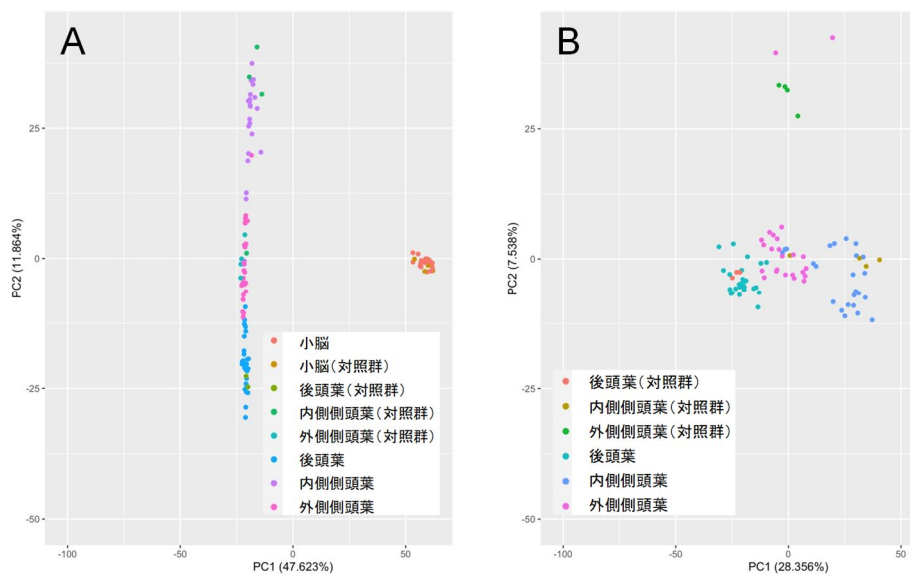 A
25
0
-25
-50
PC2 (11.864%)
-100
-50
0
50
PC1 (47.623%)
小脳
小脳(対照群)
後頭葉(対照群)
内側側頭葉(対照群)
外側側頭葉(対照群)
後頭葉
内側側頭葉
外側側頭葉
B
25
0
-25
-50
PC2 (7.538%)
-100
-50
0
50
PC1 (28.356%)
後頭葉(対照群)
内側側頭葉(対照群)
外側側頭葉(対照群)
後頭葉
内側側頭葉
外側側頭葉